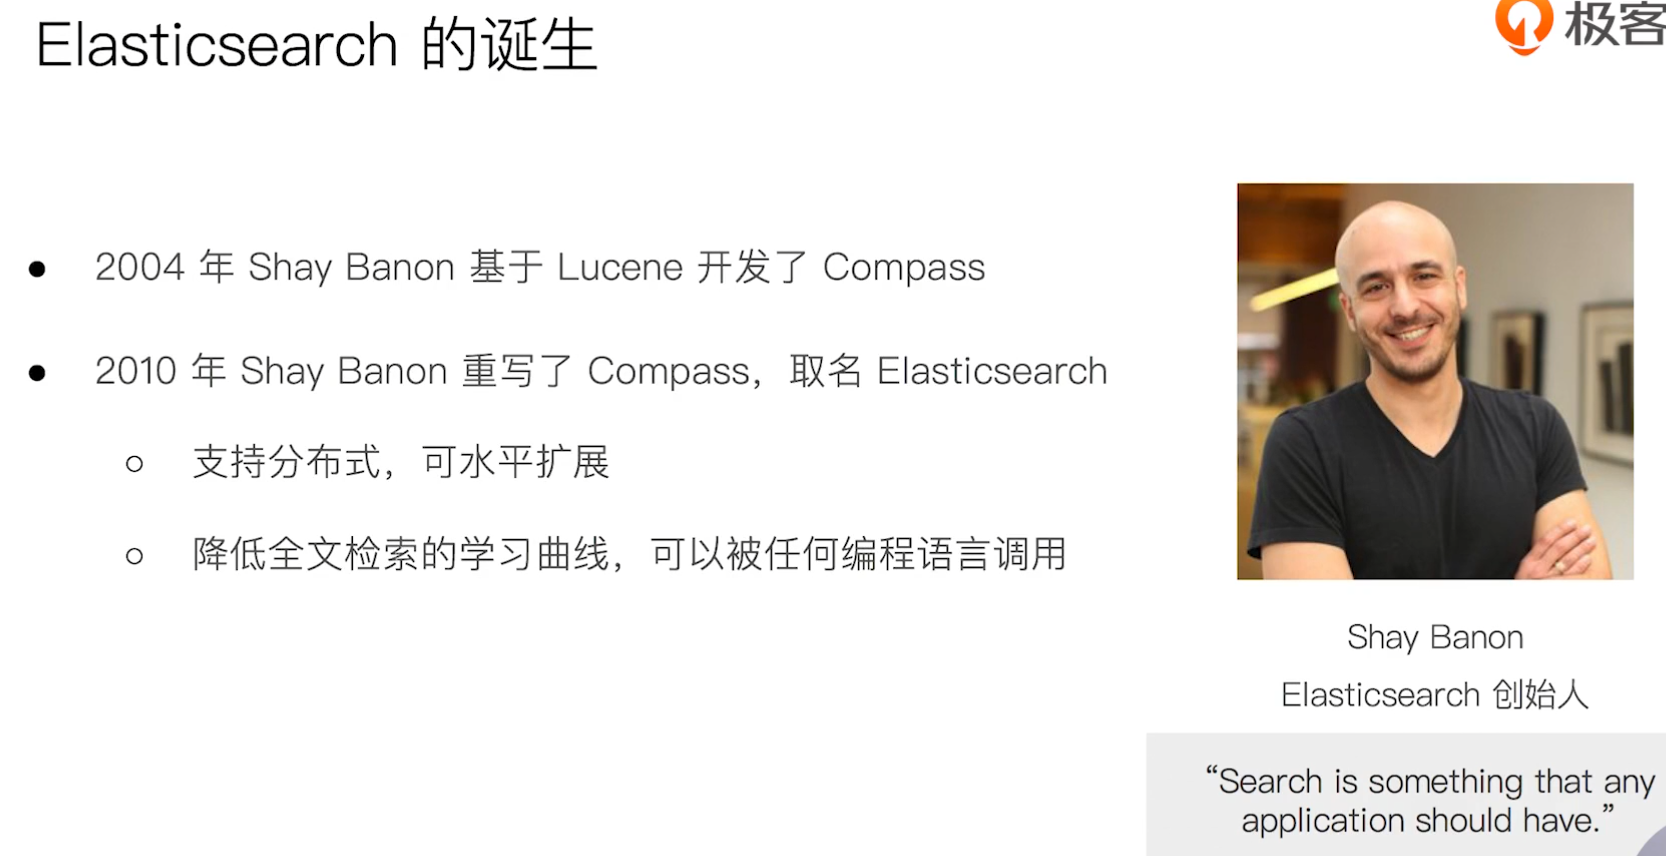 Elasticsearch 的诞生
极客
● 2004 年 Shay Banon 基于 Lucene 开发了 Compass
● 2010 年 Shay Banon 重写了 Compass，取名 Elasticsearch
○ 支持分布式，可水平扩展
○ 降低全文检索的学习曲线，可以被任何编程语言调用
Shay Banon
Elasticsearch 创始人
“Search is something that any
application should have.”